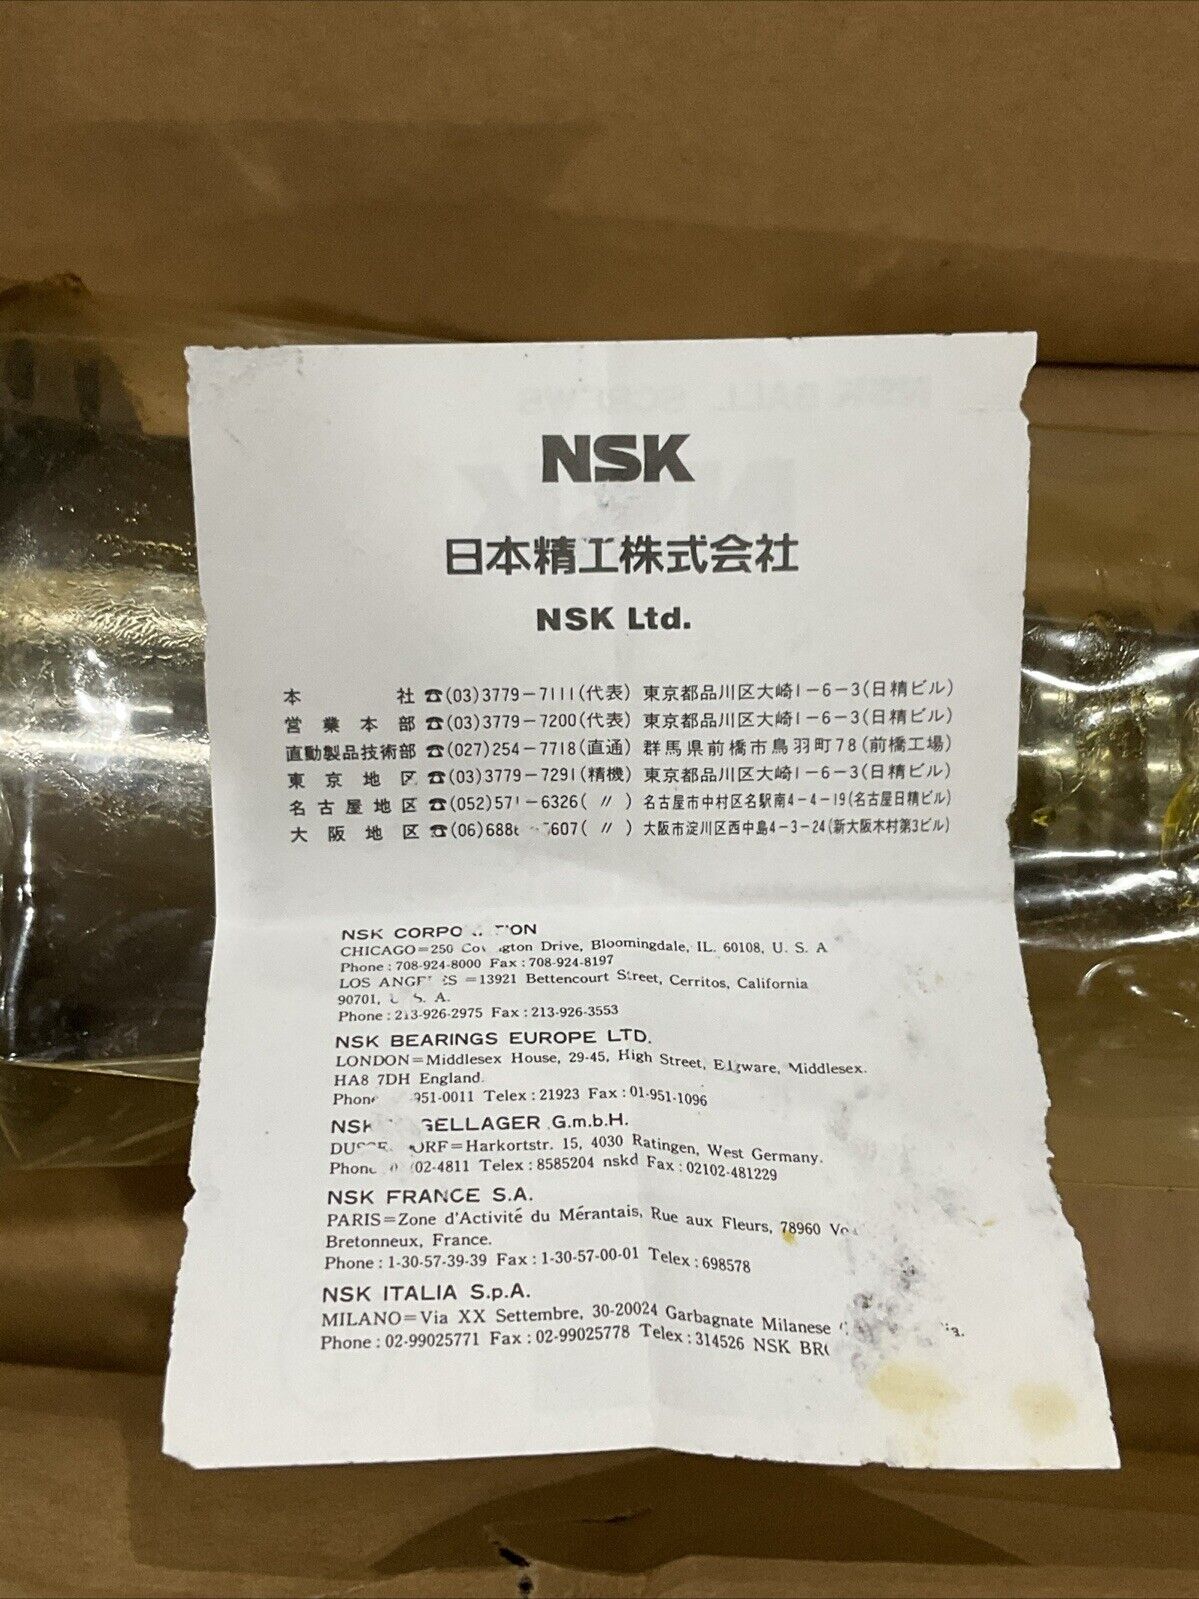 NSK
日本精工株式会社
NSK Ltd.
本社 ☎(03)3779-7111(代表) 東京都品川区大崎1-6-3(日精ビル)
営業本部 ☎(03)3779-7200(代表) 東京都品川区大崎1-6-3(日精ビル)
直動製品技術部 ☎(027)254-7718(直通) 群馬県前橋市鳥羽町78(前橋工場)
東京地区 ☎(03)3779-7291(精機) 東京都品川区大崎1-6-3(日精ビル)
名古屋地区 ☎(052)571-6326(〃) 名古屋市中村区名駅南4-4-19(名古屋日精ビル)
大阪地区 ☎(06) (〃) 大阪市淀川区西中島4-3-24(新大阪木村第3ビル)
NSK
CHICAGO=250 Drive, Bloomingdale, IL. 60108, U. S. A
Phone : 708-924-8000 Fax : 708-924-8197
LOS =13921 Bettencourt Street, Cerritos, California
90701, S. A.
Phone : 213-926-2975 Fax : 213-926-3553
NSK BEARINGS EUROPE LTD.
LONDON=Middlesex House, 29-45, High Street, Edgware, Middlesex.
HA8 7DH England.
Phone 951-0011 Telex : 21923 Fax : 01-951-1096
NSK G.m.b.H.
Harkortstr. 15, 4030 Ratingen, West Germany.
Phone 02-4811 Telex : 8585204 nskd Fax : 02102-481229
NSK FRANCE S.A.
PARIS=Zone d'Activité du Mérantais, Rue aux Fleurs, 78960
Bretonneux, France.
Phone : 1-30-57-39-39 Fax : 1-30-57-00-01 Telex : 698578
NSK ITALIA S.p.A.
MILANO=Via XX Settembre, 30-20024 Garbagnate Milanese
Phone : 02-99025771 Fax : 02-99025778 Telex : 314526 NSK